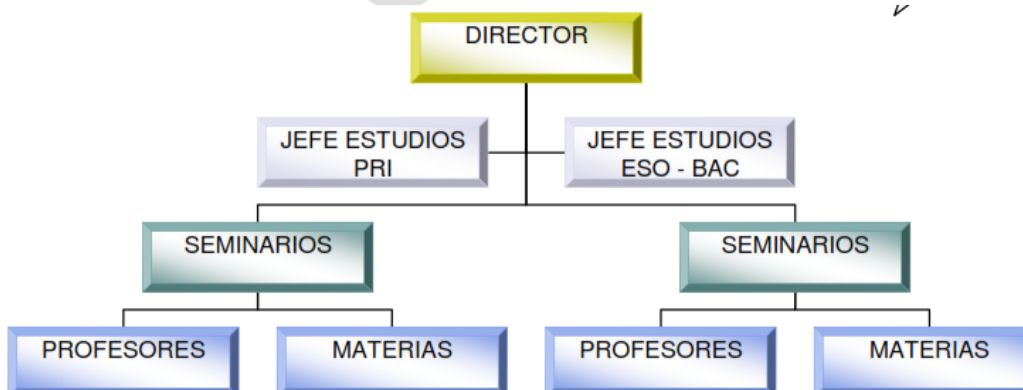 DIRECTOR
JEFE ESTUDIOS
PRI
JEFE ESTUDIOS
ESO - BAC
SEMINARIOS
SEMINARIOS
PROFESORES
MATERIAS
PROFESORES
MATERIAS